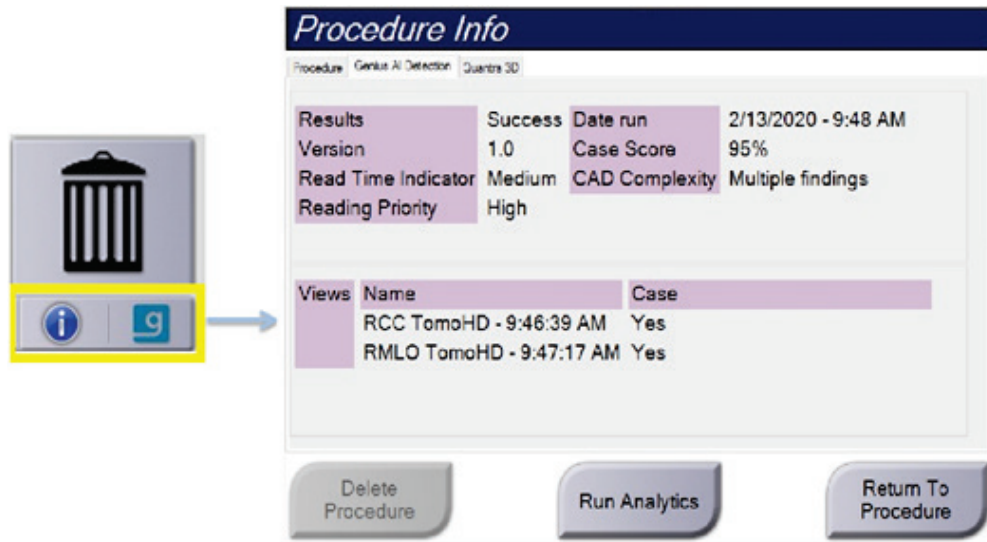 Procedure Info
Procedure Genius AI Detection Quantra 3D
Results Success Date run 2/13/2020 - 9:48 AM
Version 1.0 Case Score 95%
Read Time Indicator Medium CAD Complexity Multiple findings
Reading Priority High
Views Name Case
RCC TomoHD - 9:46:39 AM Yes
RMLO TomoHD - 9:47:17 AM Yes
i g
Delete Procedure Run Analytics Return To Procedure